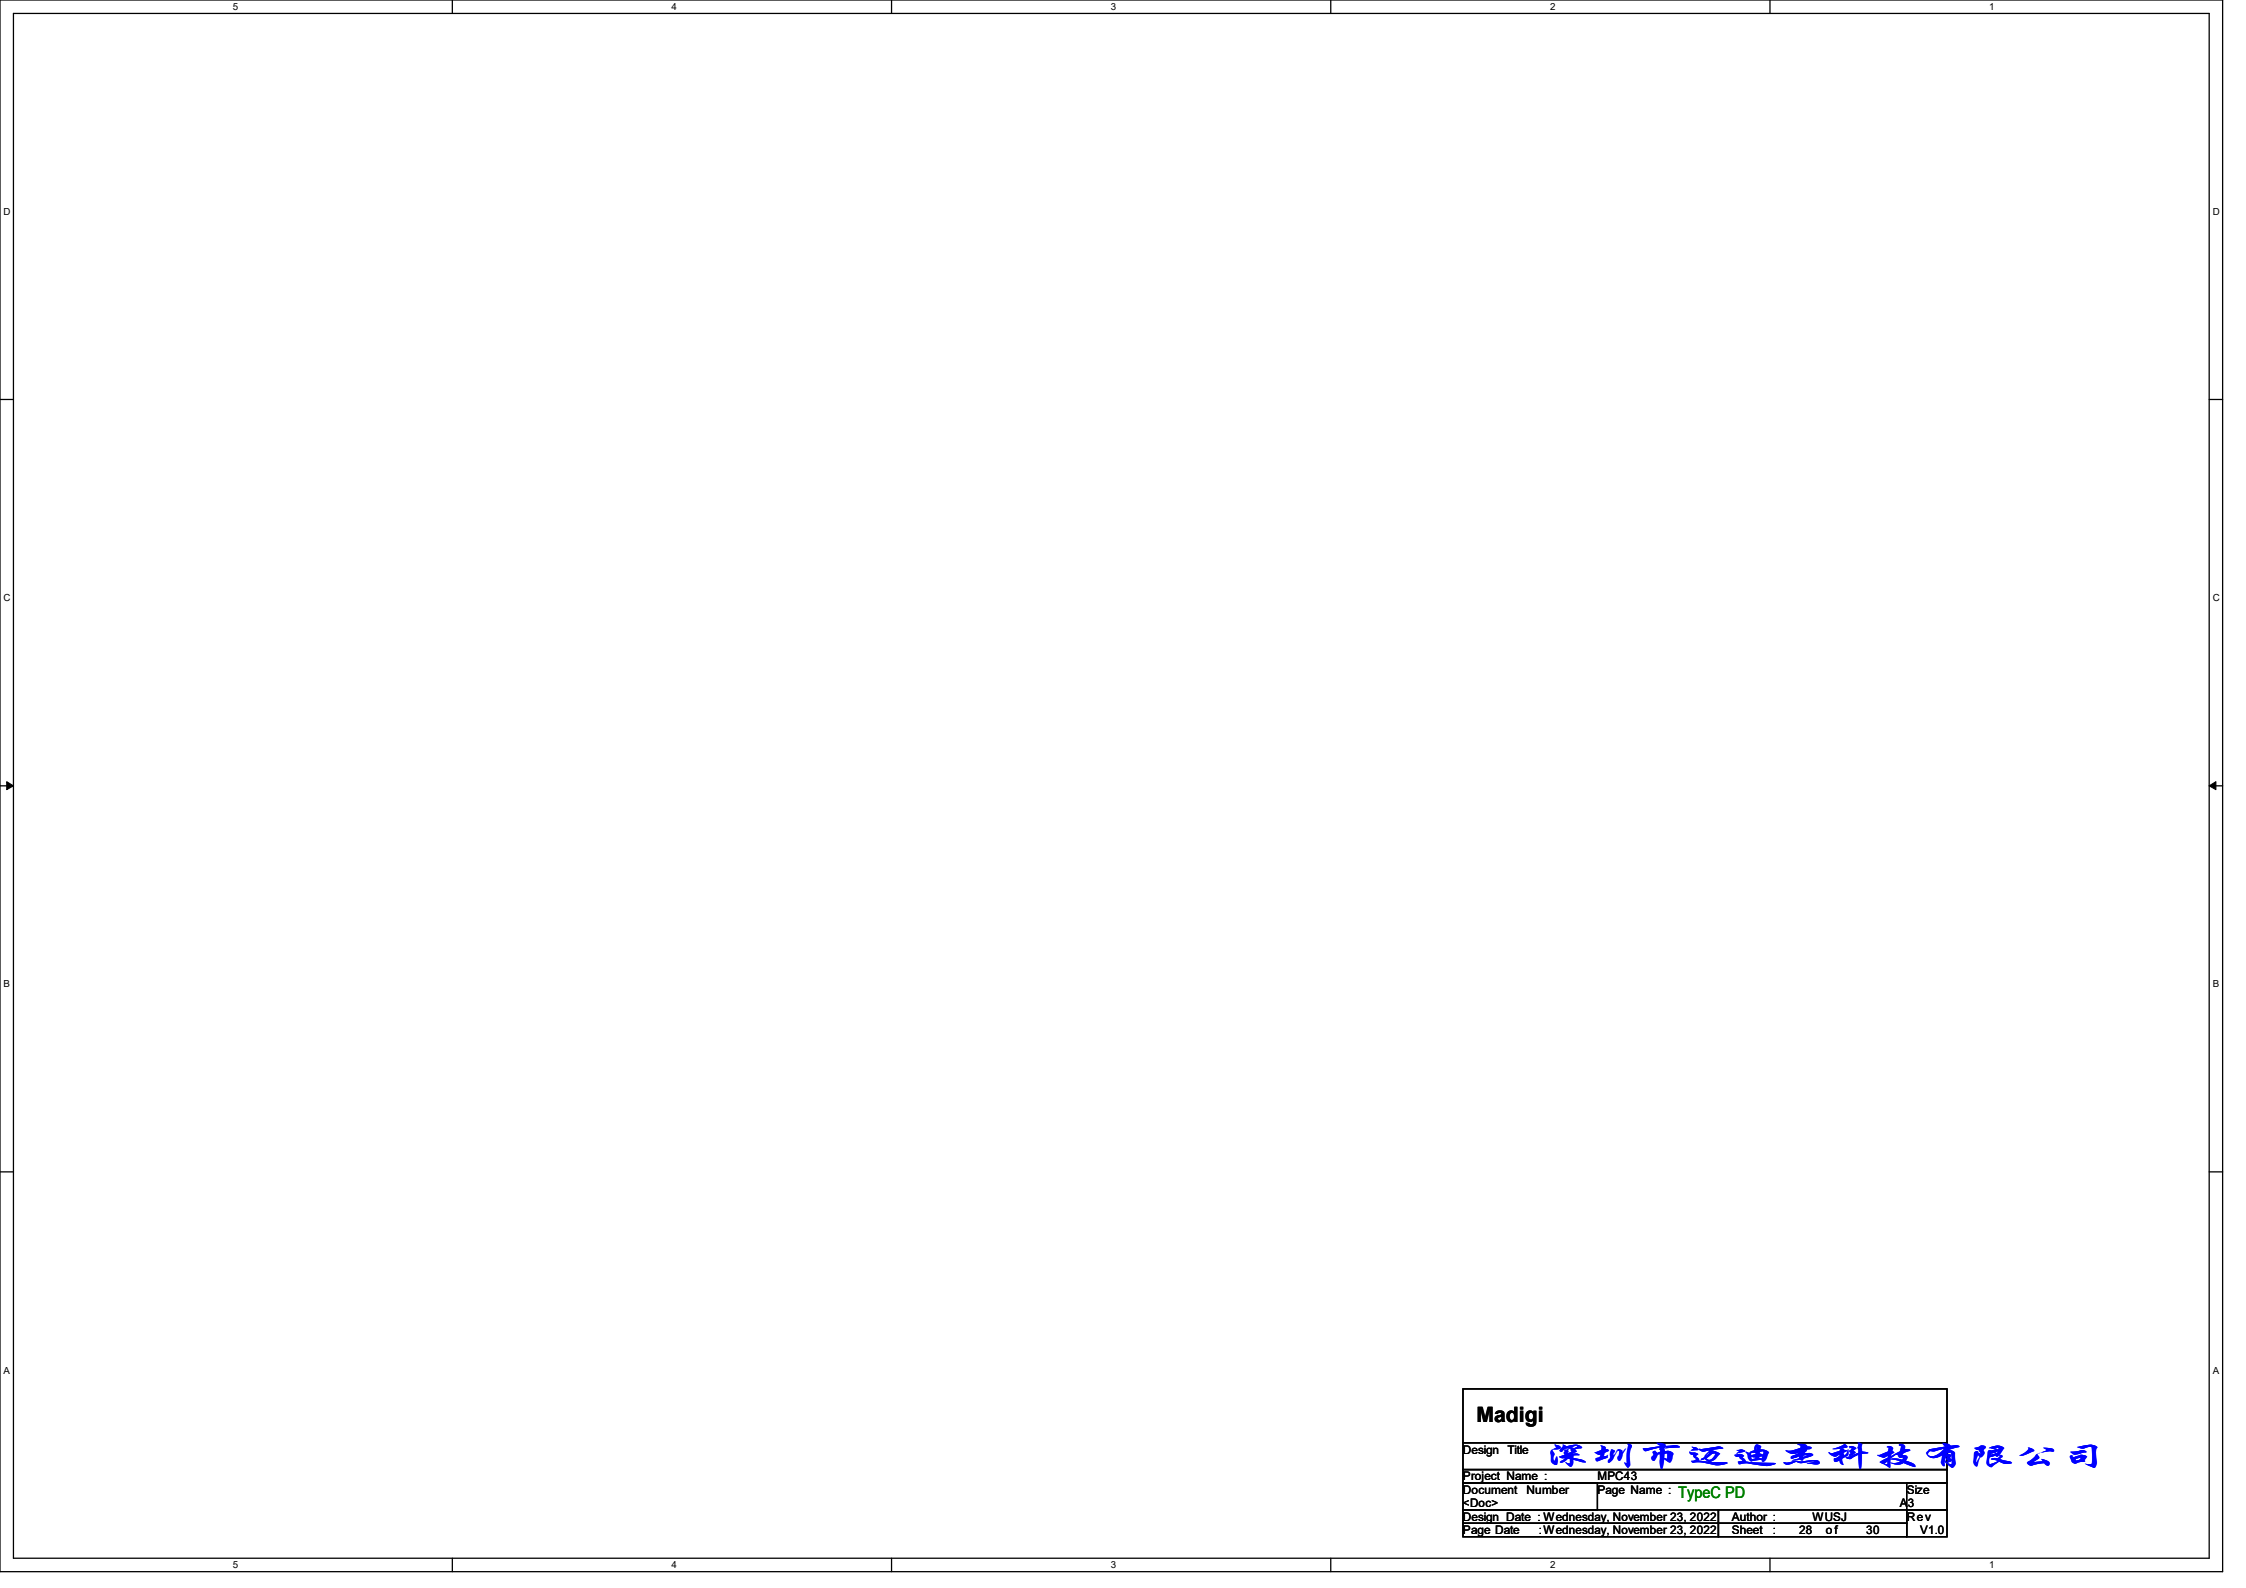 5 4 3 2 1
D D
C C
B B
A A
Madigi
Design Title 深圳市迈迪杰科技有限公司
Project Name : MPC43
Document Number Page Name : TypeC PD Size
<Doc> A3
Design Date : Wednesday, November 23, 2022 Author : WUSJ Rev
Page Date : Wednesday, November 23, 2022 Sheet : 28 of 30 V1.0
5 4 3 2 1